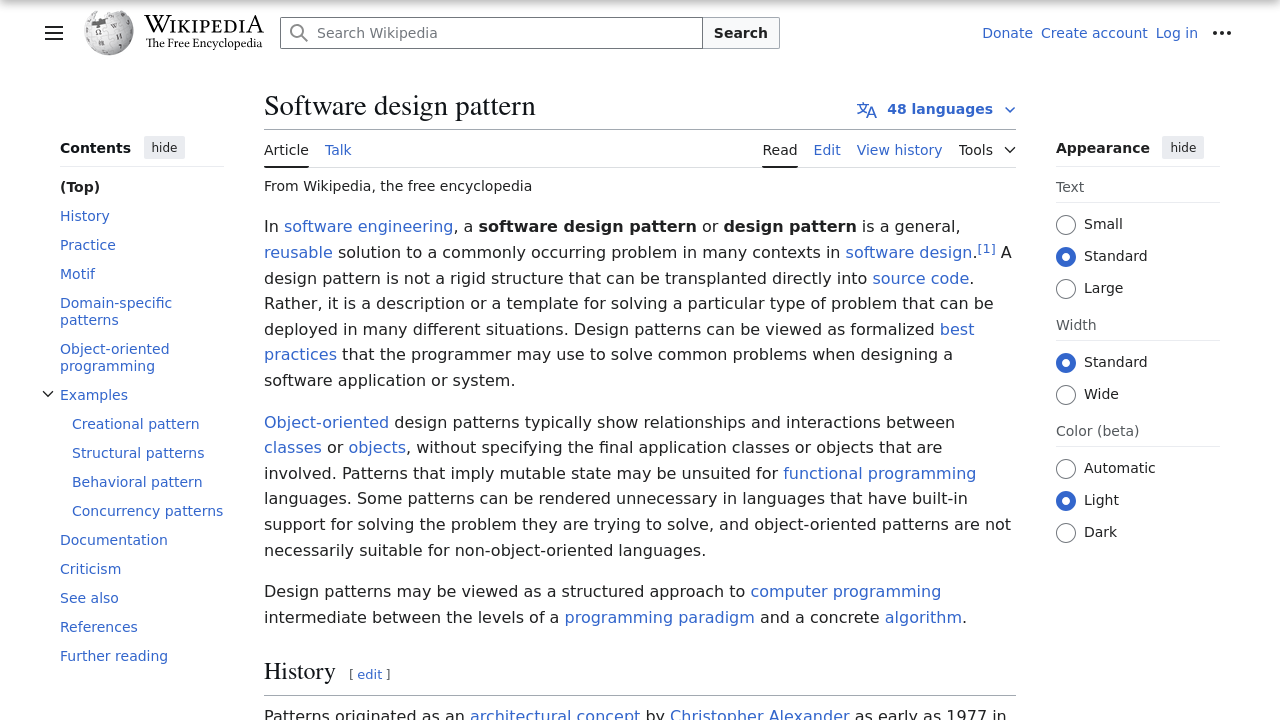 WIKIPEDIA
The Free Encyclopedia
Search Wikipedia
Search
Donate
Create account
Log in
Contents
hide
(Top)
History
Practice
Motif
Domain-specific
patterns
Object-oriented
programming
Examples
Creational pattern
Structural patterns
Behavioral pattern
Concurrency patterns
Documentation
Criticism
See also
References
Further reading
Software design pattern
48 languages
Article
Talk
Read
Edit
View history
Tools
From Wikipedia, the free encyclopedia
In software engineering, a software design pattern or design pattern is a general,
reusable solution to a commonly occurring problem in many contexts in software design.[1] A
design pattern is not a rigid structure that can be transplanted directly into source code.
Rather, it is a description or a template for solving a particular type of problem that can be
deployed in many different situations. Design patterns can be viewed as formalized best
practices that the programmer may use to solve common problems when designing a
software application or system.
Object-oriented design patterns typically show relationships and interactions between
classes or objects, without specifying the final application classes or objects that are
involved. Patterns that imply mutable state may be unsuited for functional programming
languages. Some patterns can be rendered unnecessary in languages that have built-in
support for solving the problem they are trying to solve, and object-oriented patterns are not
necessarily suitable for non-object-oriented languages.
Design patterns may be viewed as a structured approach to computer programming
intermediate between the levels of a programming paradigm and a concrete algorithm.
History [ edit ]
Patterns originated as an architectural concept by Christopher Alexander as early as 1977 in
Appearance
hide
Text
Small
Standard
Large
Width
Standard
Wide
Color (beta)
Automatic
Light
Dark